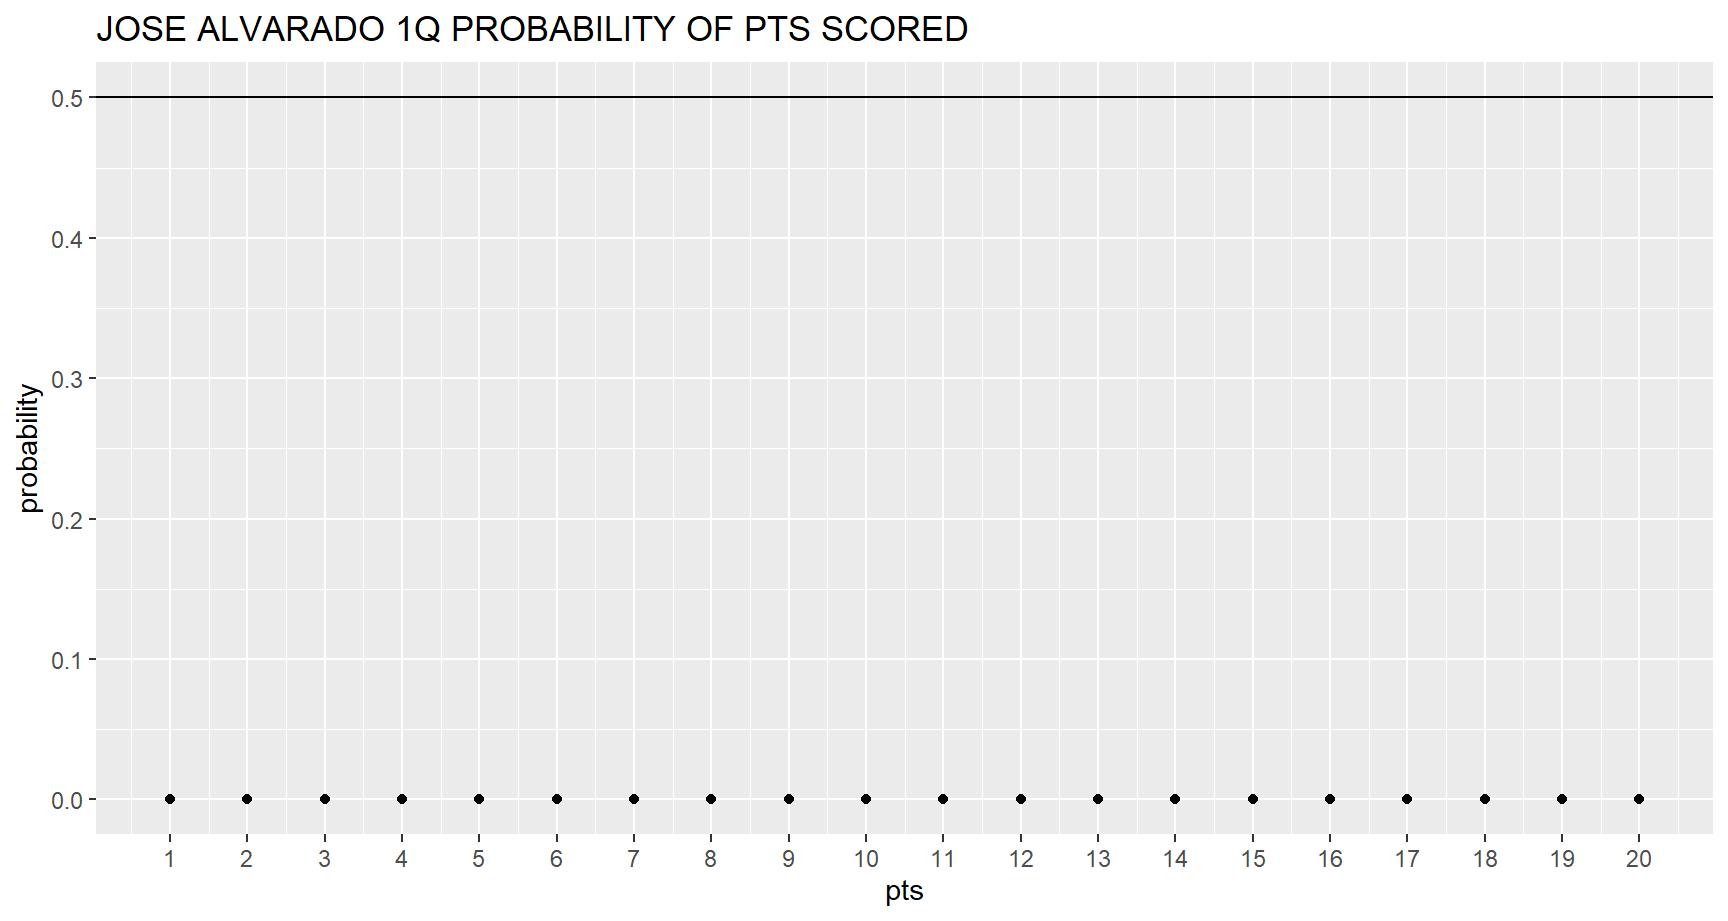 JOSE ALVARADO 1Q PROBABILITY OF PTS SCORED
probability
0.5
0.4
0.3
0.2
0.1
0.0
1 2 3 4 5 6 7 8 9 10 11 12 13 14 15 16 17 18 19 20
pts